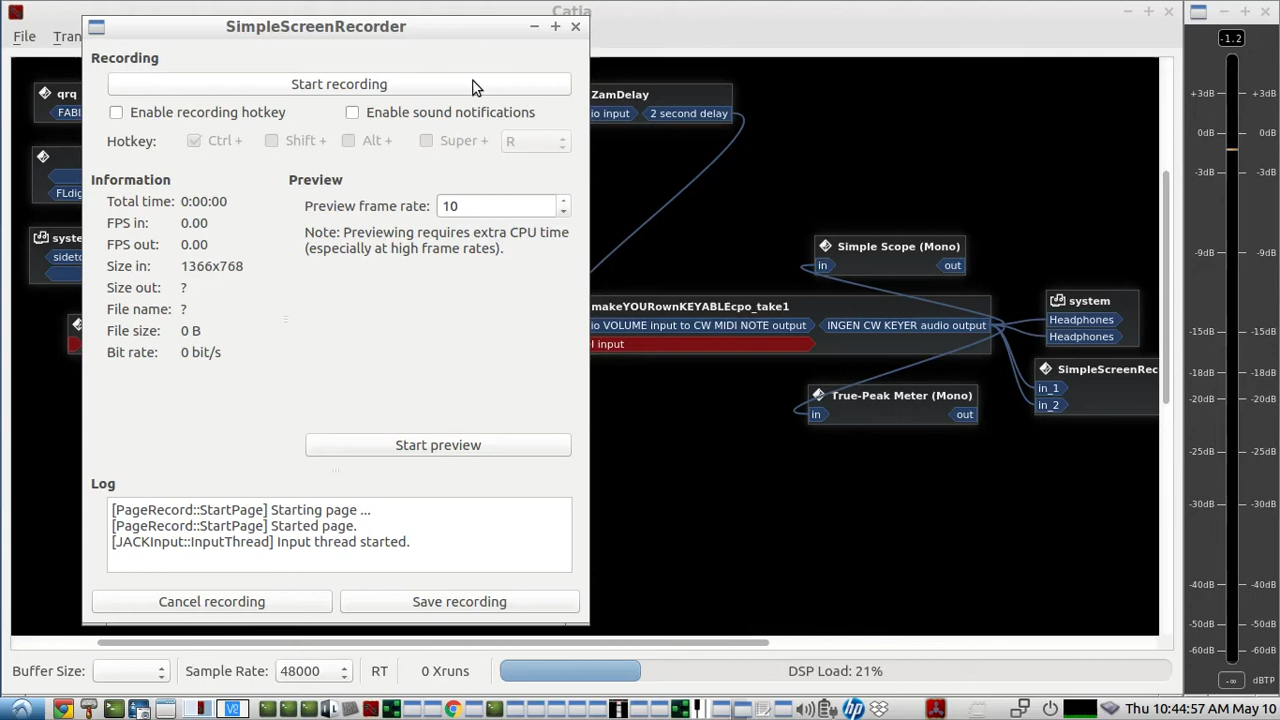 Catia
File Tran
SimpleScreenRecorder
Recording
Start recording
Enable recording hotkey
Enable sound notifications
Hotkey: Ctrl + Shift + Alt + Super + R
Information
Total time: 0:00:00
FPS in: 0.00
FPS out: 0.00
Size in: 1366x768
Size out: ?
File name: ?
File size: 0 B
Bit rate: 0 bit/s
Preview
Preview frame rate: 10
Note: Previewing requires extra CPU time
(especially at high frame rates).
Start preview
Log
[PageRecord::StartPage] Starting page ...
[PageRecord::StartPage] Started page.
[JACKInput::InputThread] Input thread started.
Cancel recording
Save recording
qrq
FABI
FLdig
syste
sideto
ZamDelay
io input 2 second delay
Simple Scope (Mono)
in out
makeYOURownKEYABLEcpo_take1
io VOLUME input to CW MIDI NOTE output INGEN CW KEYER audio output
I input
system
Headphones
Headphones
SimpleScreenRec
in_1
in_2
True-Peak Meter (Mono)
in out
Buffer Size: Sample Rate: 48000 RT 0 Xruns DSP Load: 21%
-1.2
+3dB +3dB
0dB 0dB
-3dB -3dB
-9dB -9dB
-15dB -15dB
-18dB -18dB
-20dB -20dB
-25dB -25dB
-30dB -30dB
-40dB -40dB
-50dB -50dB
-60dB -60dB
-∞ dBTP
hp
Thu 10:44:57 AM May 10